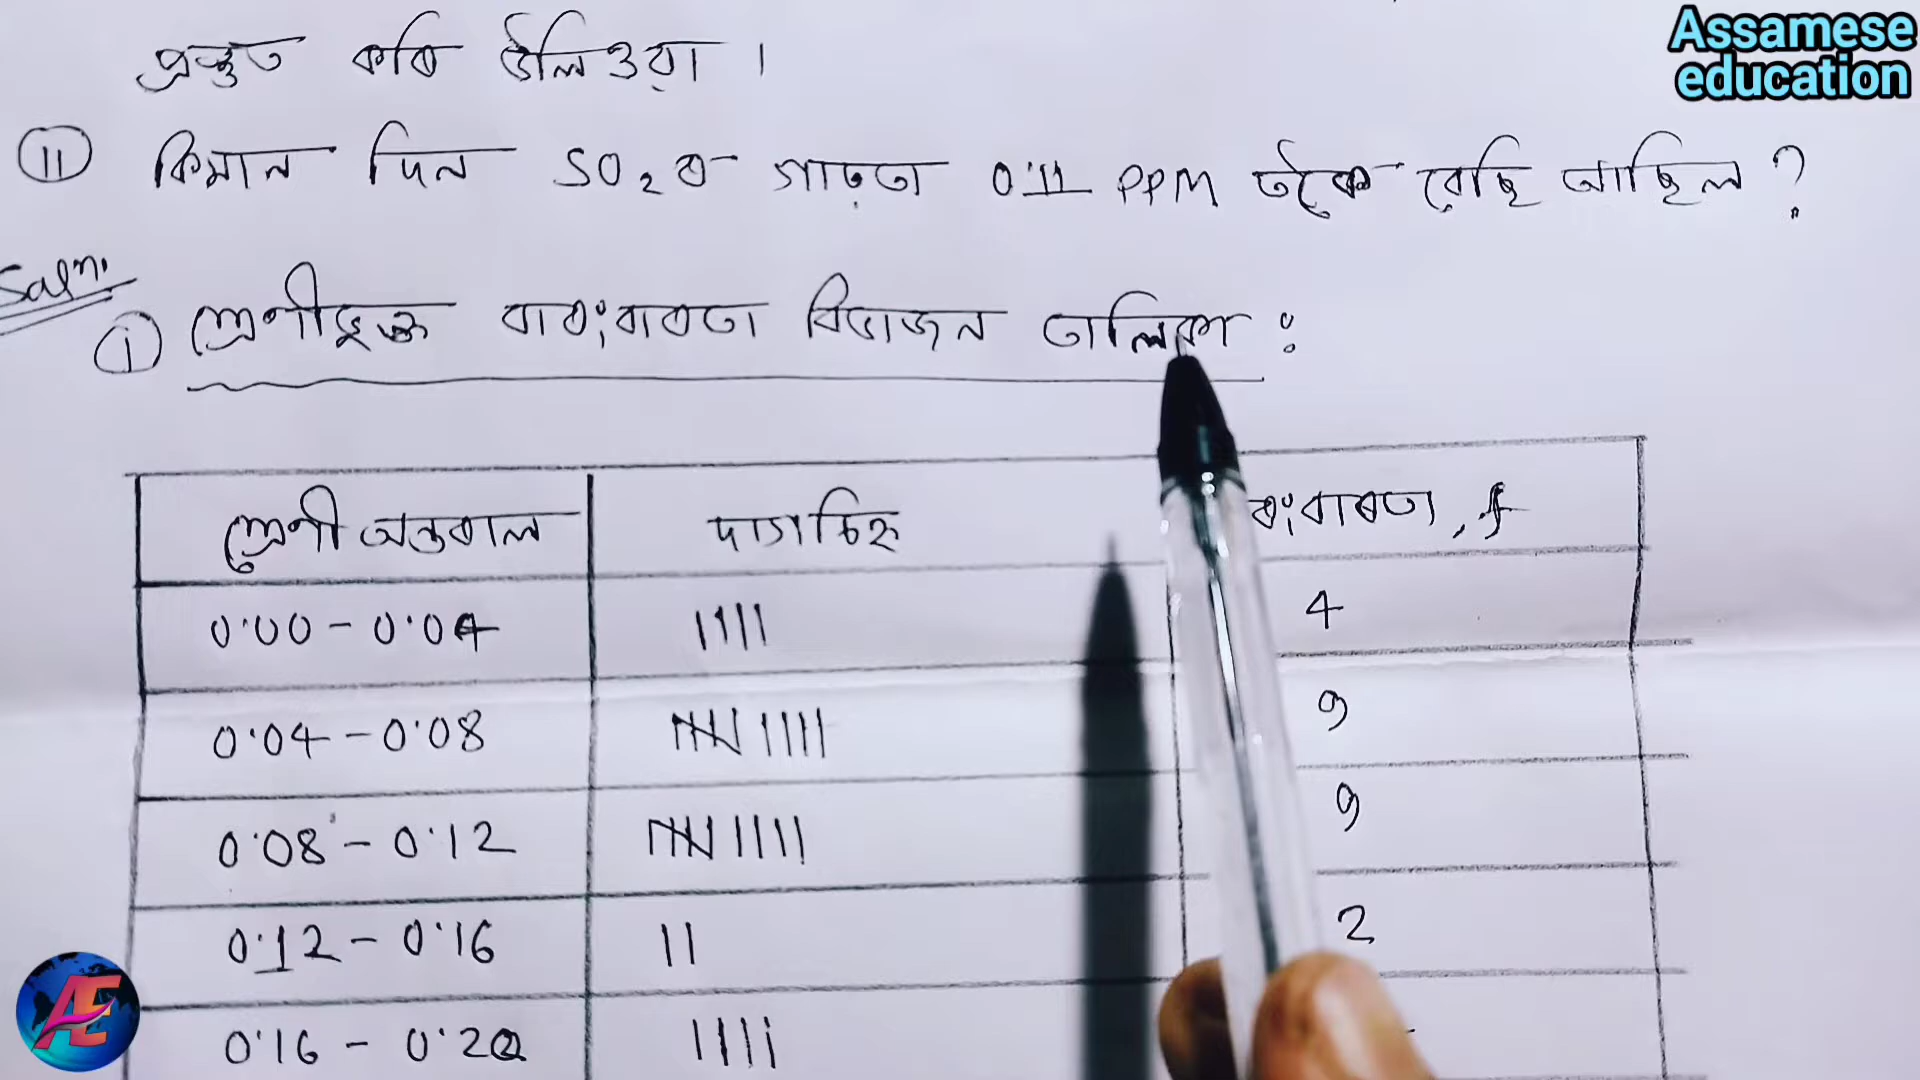 Assamese
education
প্ৰস্তুত কৰি উলিওৱা।
(11) কিমান দিন SO₂ৰ গাঢ়তা 0.11 PPM তকৈ বেছি আছিল?
Soln.
(i) শ্ৰেণীভুক্ত বাৰংবাৰতা বিভাজন তালিকা :
শ্ৰেণী অন্তৰাল দাগচিহ্ন ৰংবাৰতা, f
0.00 - 0.04 |||| 4
0.04 - 0.08 |||| |||| 9
0.08 - 0.12 |||| |||| 9
0.12 - 0.16 || 2
0.16 - 0.20 ||||
AE